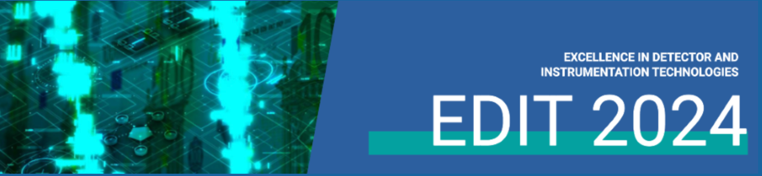 EXCELLENCE IN DETECTOR AND
INSTRUMENTATION TECHNOLOGIES
EDIT 2024